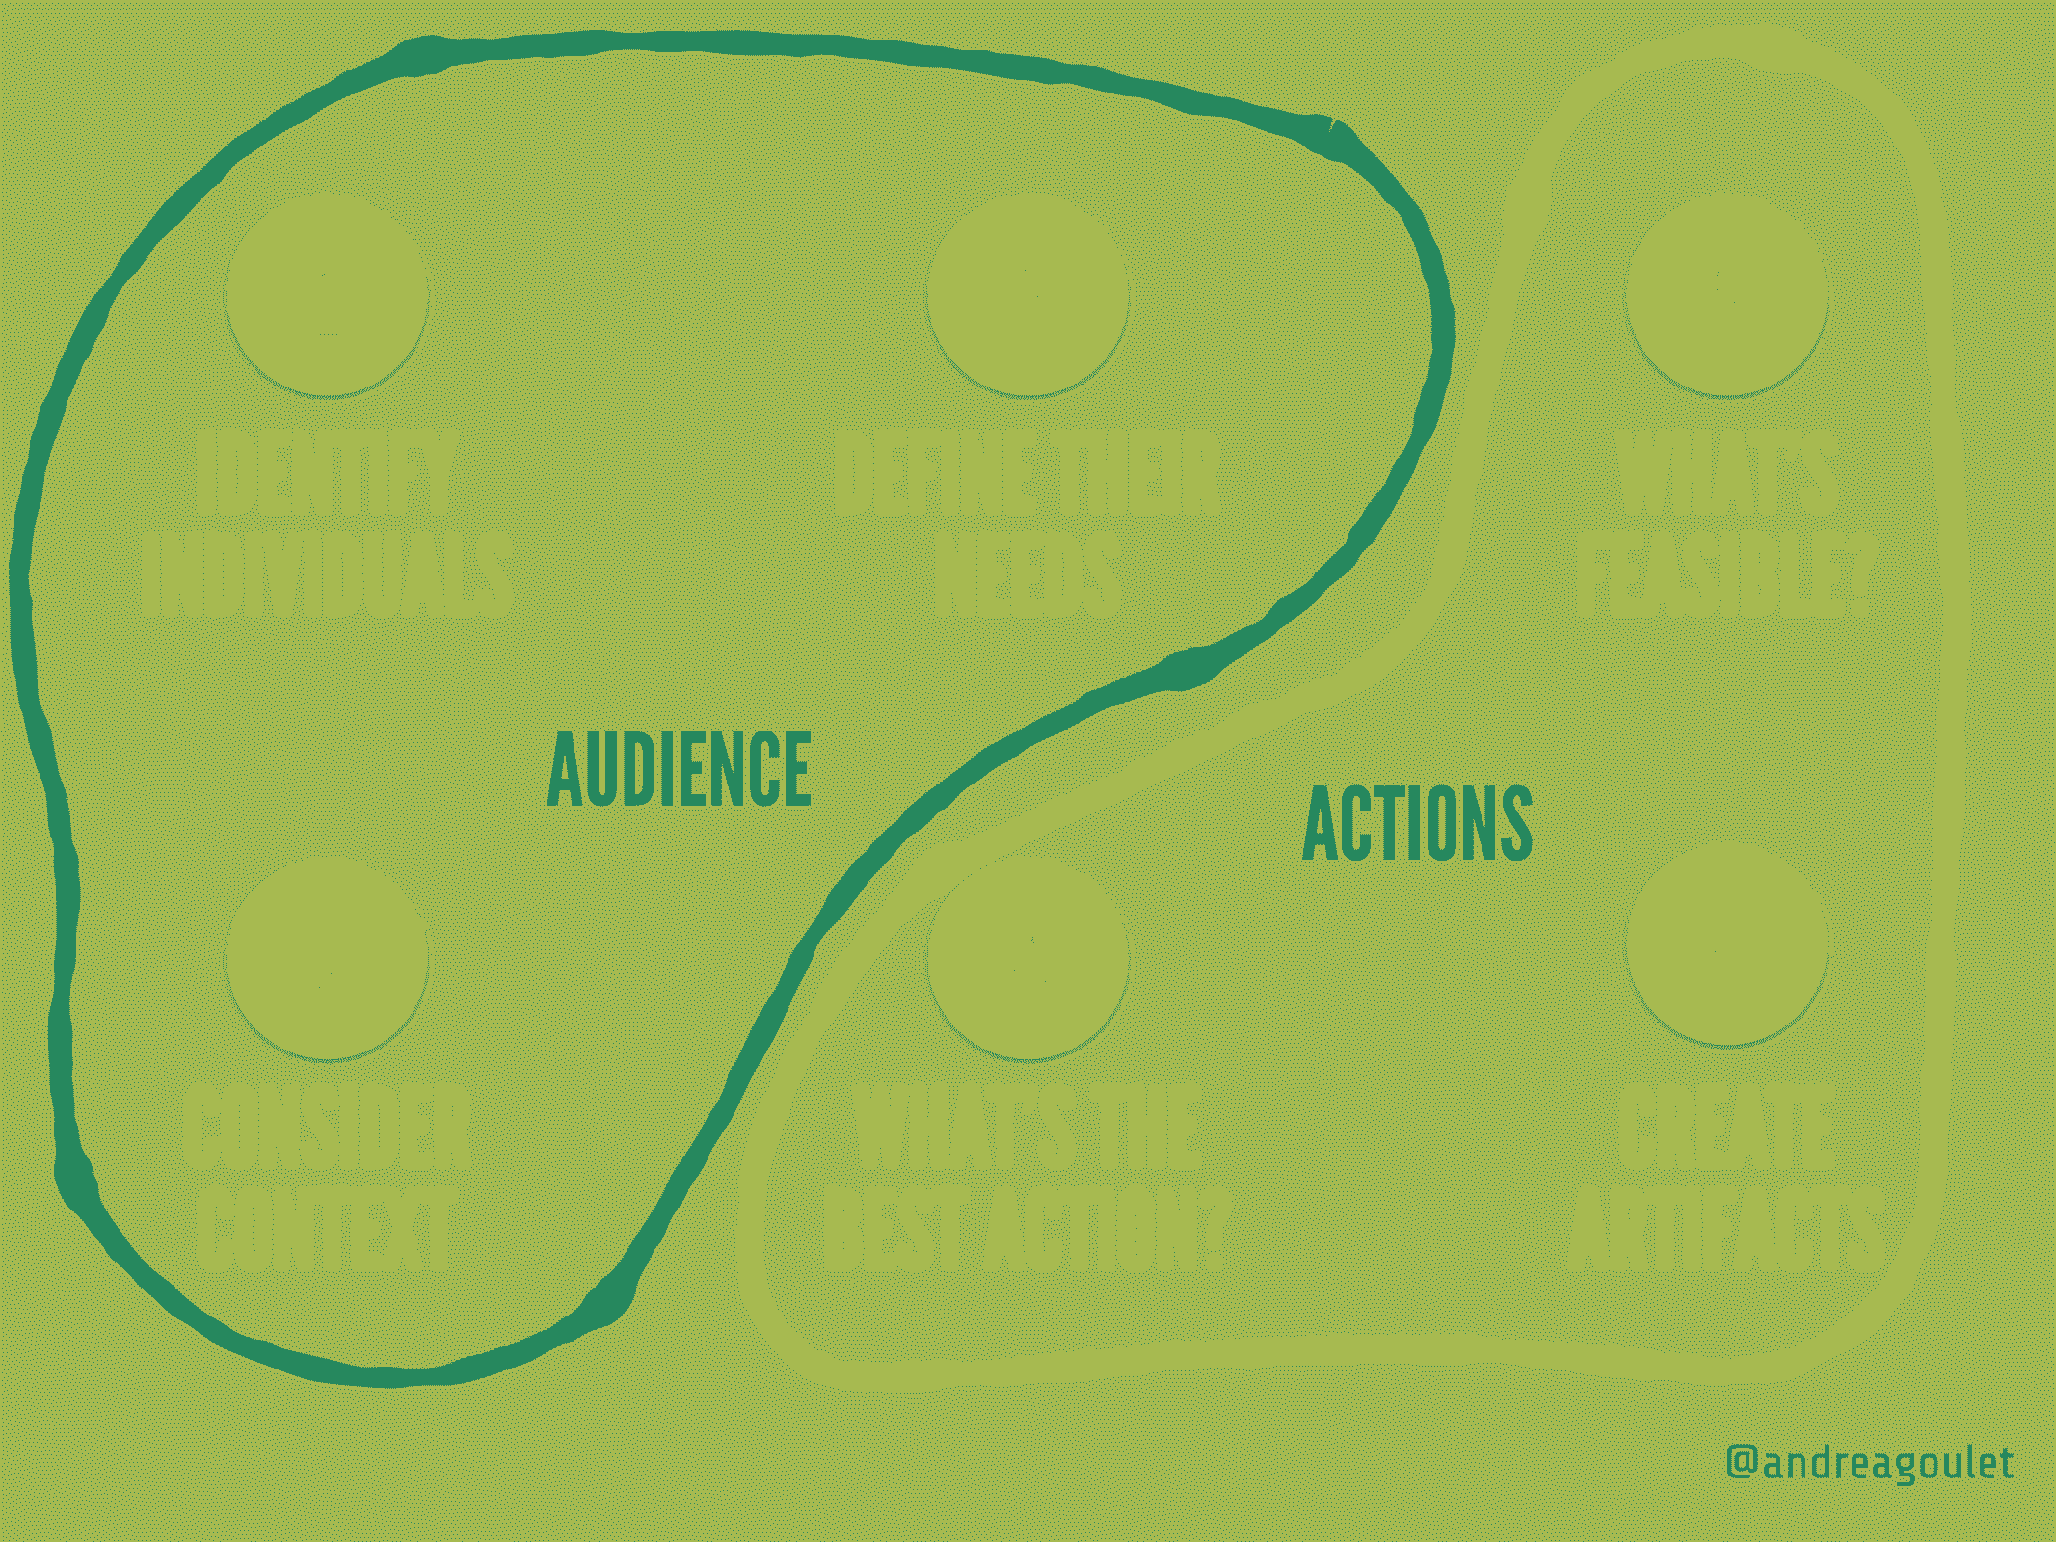 IDENTIFY
INDIVIDUALS
DEFINE THEIR
NEEDS
WHAT'S
FEASIBLE?
AUDIENCE
ACTIONS
CONSIDER
CONTEXT
WHAT'S THE
BEST ACTION?
CREATE
ARTIFACTS
@andreagoulet